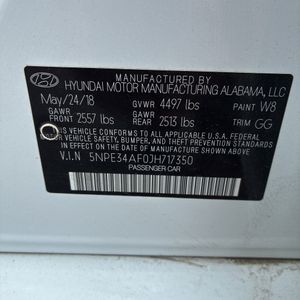 MANUFACTURED BY
HYUNDAI MOTOR MANUFACTURING ALABAMA, LLC
May/24/18 GVWR 4497 lbs PAINT W8
GAWR FRONT 2557 lbs GAWR REAR 2513 lbs TRIM GG
THIS VEHICLE CONFORMS TO ALL APPLICABLE U.S.A. FEDERAL
MOTOR VEHICLE SAFETY, BUMPER, AND THEFT PREVENTION
STANDARDS IN EFFECT ON THE DATE OF MANUFACTURE SHOWN ABOVE.
V.I.N 5NPE34AF0JH717350
PASSENGER CAR